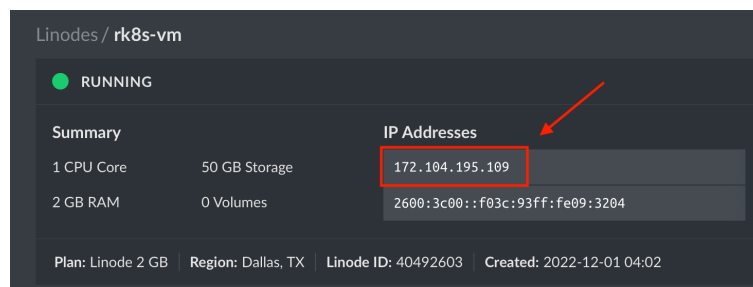 Linodes / rk8s-vm
RUNNING
Summary
IP Addresses
1 CPU Core
50 GB Storage
172.104.195.109
2 GB RAM
0 Volumes
2600:3c00::f03c:93ff:fe09:3204
Plan: Linode 2 GB
Region: Dallas, TX
Linode ID: 40492603
Created: 2022-12-01 04:02